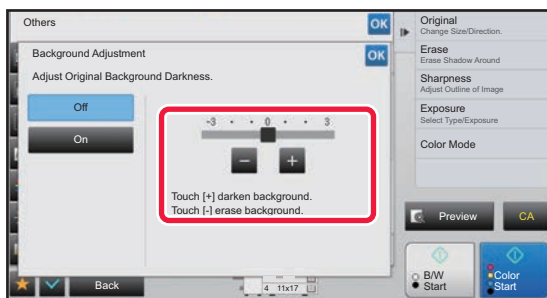 Others
OK
Background Adjustment
OK
Adjust Original Background Darkness.
Off
On
-3 • • 0 • • 3
−
+
Touch [+] darken background.
Touch [-] erase background.
Original
Change Size/Direction.
Erase
Erase Shadow Around
Sharpness
Adjust Outline of Image
Exposure
Select Type/Exposure
Color Mode
Preview
CA
B/W
Start
Color
Start
Back
4 11x17